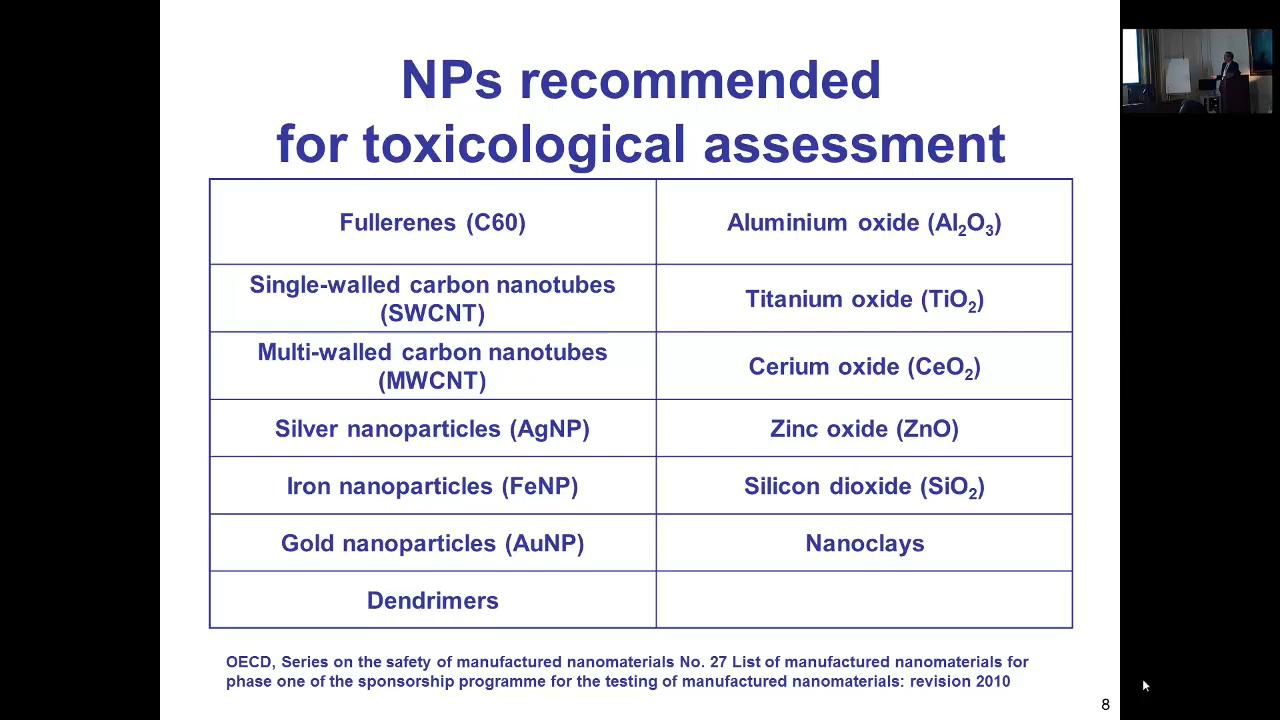 NPs recommended
for toxicological assessment
Fullerenes (C60)
Aluminium oxide (Al₂O₃)
Single-walled carbon nanotubes
(SWCNT)
Titanium oxide (TiO₂)
Multi-walled carbon nanotubes
(MWCNT)
Cerium oxide (CeO₂)
Silver nanoparticles (AgNP)
Zinc oxide (ZnO)
Iron nanoparticles (FeNP)
Silicon dioxide (SiO₂)
Gold nanoparticles (AuNP)
Nanoclays
Dendrimers
OECD, Series on the safety of manufactured nanomaterials No. 27 List of manufactured nanomaterials for
phase one of the sponsorship programme for the testing of manufactured nanomaterials: revision 2010
8